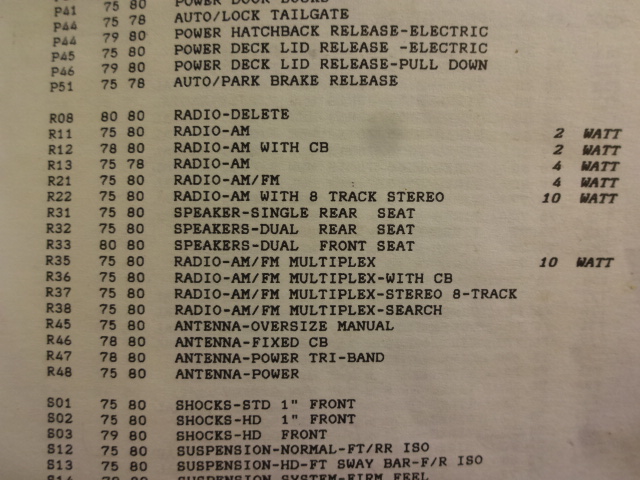 POWER DOOR LOCKS
P41 75 78 AUTO/LOCK TAILGATE
P44 79 80 POWER HATCHBACK RELEASE-ELECTRIC
P45 75 80 POWER DECK LID RELEASE -ELECTRIC
P46 79 80 POWER DECK LID RELEASE-PULL DOWN
P51 75 78 AUTO/PARK BRAKE RELEASE
R08 80 80 RADIO-DELETE
R11 75 80 RADIO-AM 2 WATT
R12 78 80 RADIO-AM WITH CB 2 WATT
R13 75 78 RADIO-AM 4 WATT
R21 75 80 RADIO-AM/FM 4 WATT
R22 75 80 RADIO-AM WITH 8 TRACK STEREO 10 WATT
R31 75 80 SPEAKER-SINGLE REAR SEAT
R32 75 80 SPEAKERS-DUAL REAR SEAT
R33 80 80 SPEAKERS-DUAL FRONT SEAT
R35 75 80 RADIO-AM/FM MULTIPLEX 10 WATT
R36 75 80 RADIO-AM/FM MULTIPLEX-WITH CB
R37 75 80 RADIO-AM/FM MULTIPLEX-STEREO 8-TRACK
R38 75 80 RADIO-AM/FM MULTIPLEX-SEARCH
R45 75 80 ANTENNA-OVERSIZE MANUAL
R46 78 80 ANTENNA-FIXED CB
R47 78 80 ANTENNA-POWER TRI-BAND
R48 75 80 ANTENNA-POWER
S01 75 80 SHOCKS-STD 1" FRONT
S02 75 80 SHOCKS-HD 1" FRONT
S03 79 80 SHOCKS-HD FRONT
S12 75 80 SUSPENSION-NORMAL-FT/RR ISO
S13 75 80 SUSPENSION-HD-FT SWAY BAR-F/R ISO
S14 SUSPENSION SYSTEM-FIRM FEEL